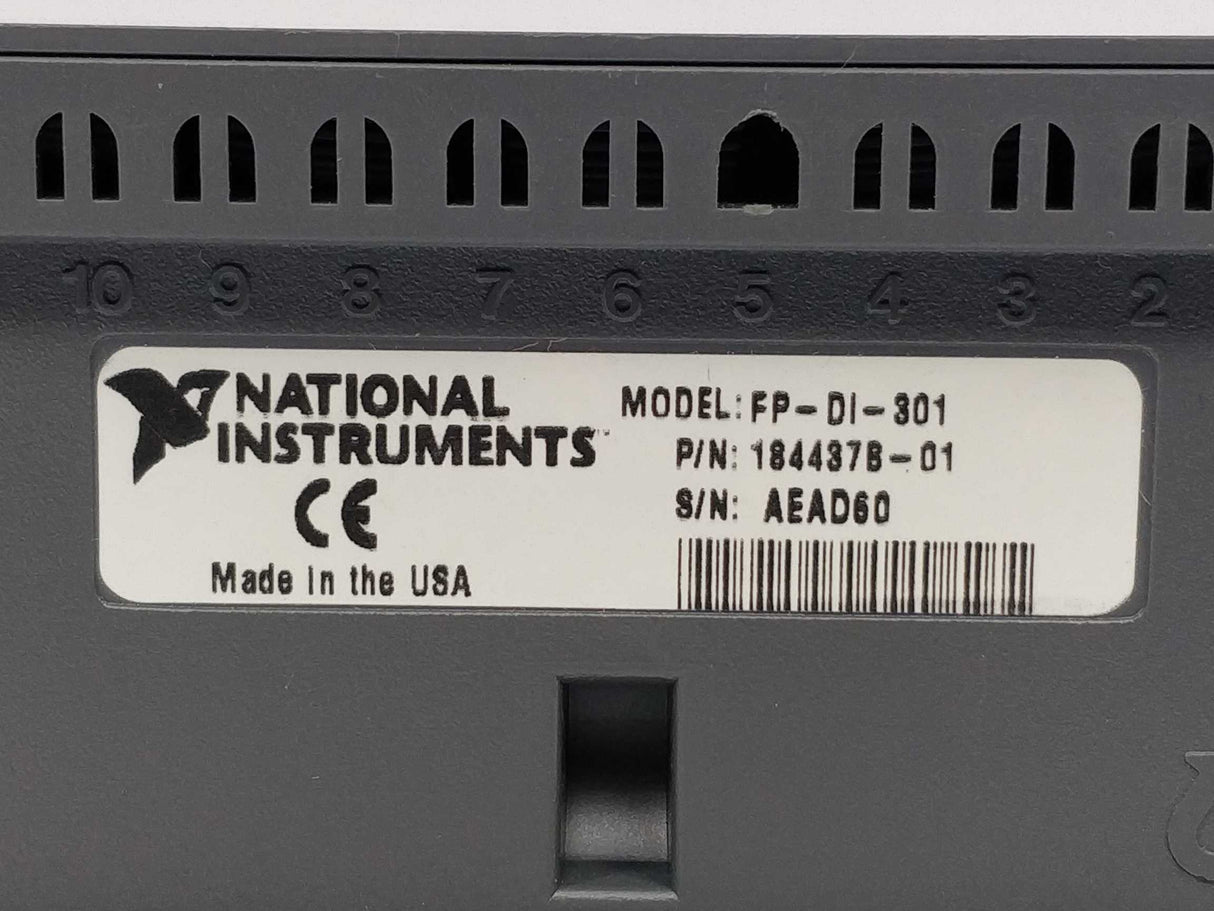 10 9 8 7 6 5 4 3 2
NATIONAL
INSTRUMENTS™
CE
Made in the USA
MODEL: FP-DI-301
P/N: 184437B-01
S/N: AEAD60